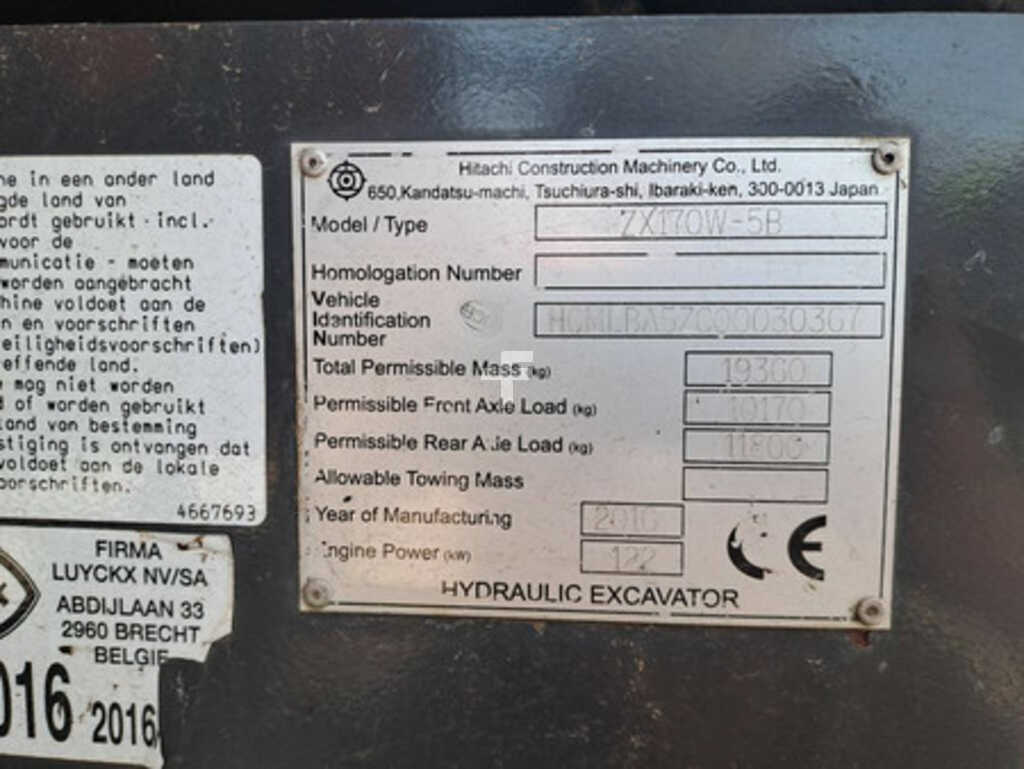 ne in een ander land
gde land van
ordt gebruikt - incl.
voor de
municatie - moeten
worden aangebracht
hine voldoet aan de
n en voorschriften
eiligheidsvoorschriften)
effende land.
mog niet worden
d of worden gebruikt
land van bestemming
stiging is ontvangen dat
voldoet aan de lokale
oorschriften.
4667693
FIRMA
LUYCKX NV/SA
ABDIJLAAN 33
2960 BRECHT
BELGIE
016 2016
Hitachi Construction Machinery Co., Ltd.
650,Kandatsu-machi, Tsuchiura-shi, Ibaraki-ken, 300-0013 Japan
Model / Type ZX170W-5B
Homologation Number
Vehicle
Identification
Number
Total Permissible Mass (kg) 19360
Permissible Front Axle Load (kg) 10170
Permissible Rear Axle Load (kg) 11800
Allowable Towing Mass
Year of Manufacturing 2016
Engine Power (kW) 122
CE
HYDRAULIC EXCAVATOR